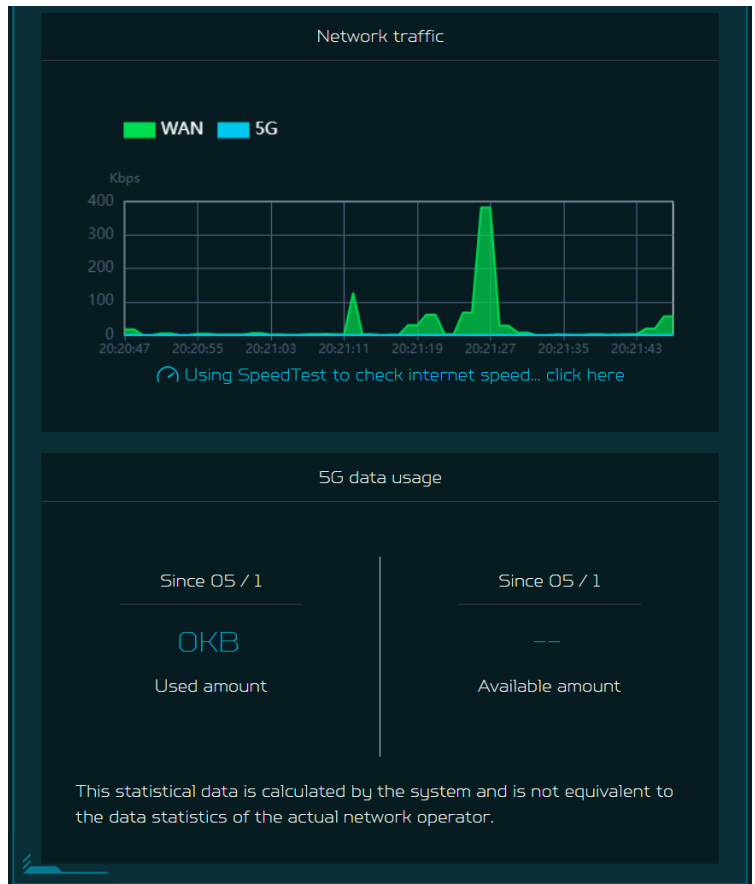 Network traffic
WAN 5G
Kbps
400
300
200
100
0
20:20:47 20:20:55 20:21:03 20:21:11 20:21:19 20:21:27 20:21:35 20:21:43
Using SpeedTest to check internet speed... click here
5G data usage
Since 05 / 1 Since 05 / 1
0KB --
Used amount Available amount
This statistical data is calculated by the system and is not equivalent to
the data statistics of the actual network operator.